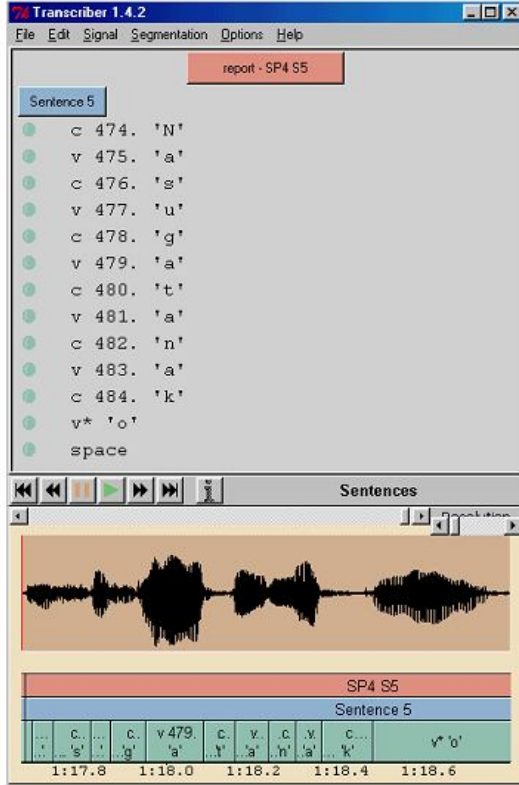 Transcriber 1.4.2
File Edit Signal Segmentation Options Help
report - SP4 S5
Sentence 5
c 474. 'N'
v 475. 'a'
c 476. 's'
v 477. 'u'
c 478. 'g'
v 479. 'a'
c 480. 't'
v 481. 'a'
c 482. 'n'
v 483. 'a'
c 484. 'k'
v* 'o'
space
Sentences
SP4 S5
Sentence 5
... c.. ... c.. v 479. c. v.. .c .v. c... v* 'o'
...' ... 's' ...' ..'g' 'a' ..'t' ..'a' ..'n' ..'a' ... 'k'
1:17.8 1:18.0 1:18.2 1:18.4 1:18.6